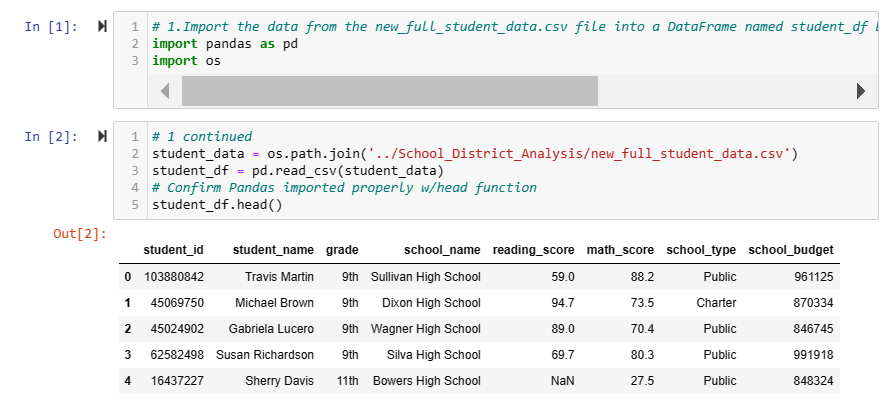 In [1]:
1 # 1.Import the data from the new_full_student_data.csv file into a DataFrame named student_df
2 import pandas as pd
3 import os
In [2]:
1 # 1 continued
2 student_data = os.path.join('../School_District_Analysis/new_full_student_data.csv')
3 student_df = pd.read_csv(student_data)
4 # Confirm Pandas imported properly w/head function
5 student_df.head()
Out[2]:
student_id student_name grade school_name reading_score math_score school_type school_budget
0 103880842 Travis Martin 9th Sullivan High School 59.0 88.2 Public 961125
1 45069750 Michael Brown 9th Dixon High School 94.7 73.5 Charter 870334
2 45024902 Gabriela Lucero 9th Wagner High School 89.0 70.4 Public 846745
3 62582498 Susan Richardson 9th Silva High School 69.7 80.3 Public 991918
4 16437227 Sherry Davis 11th Bowers High School NaN 27.5 Public 848324